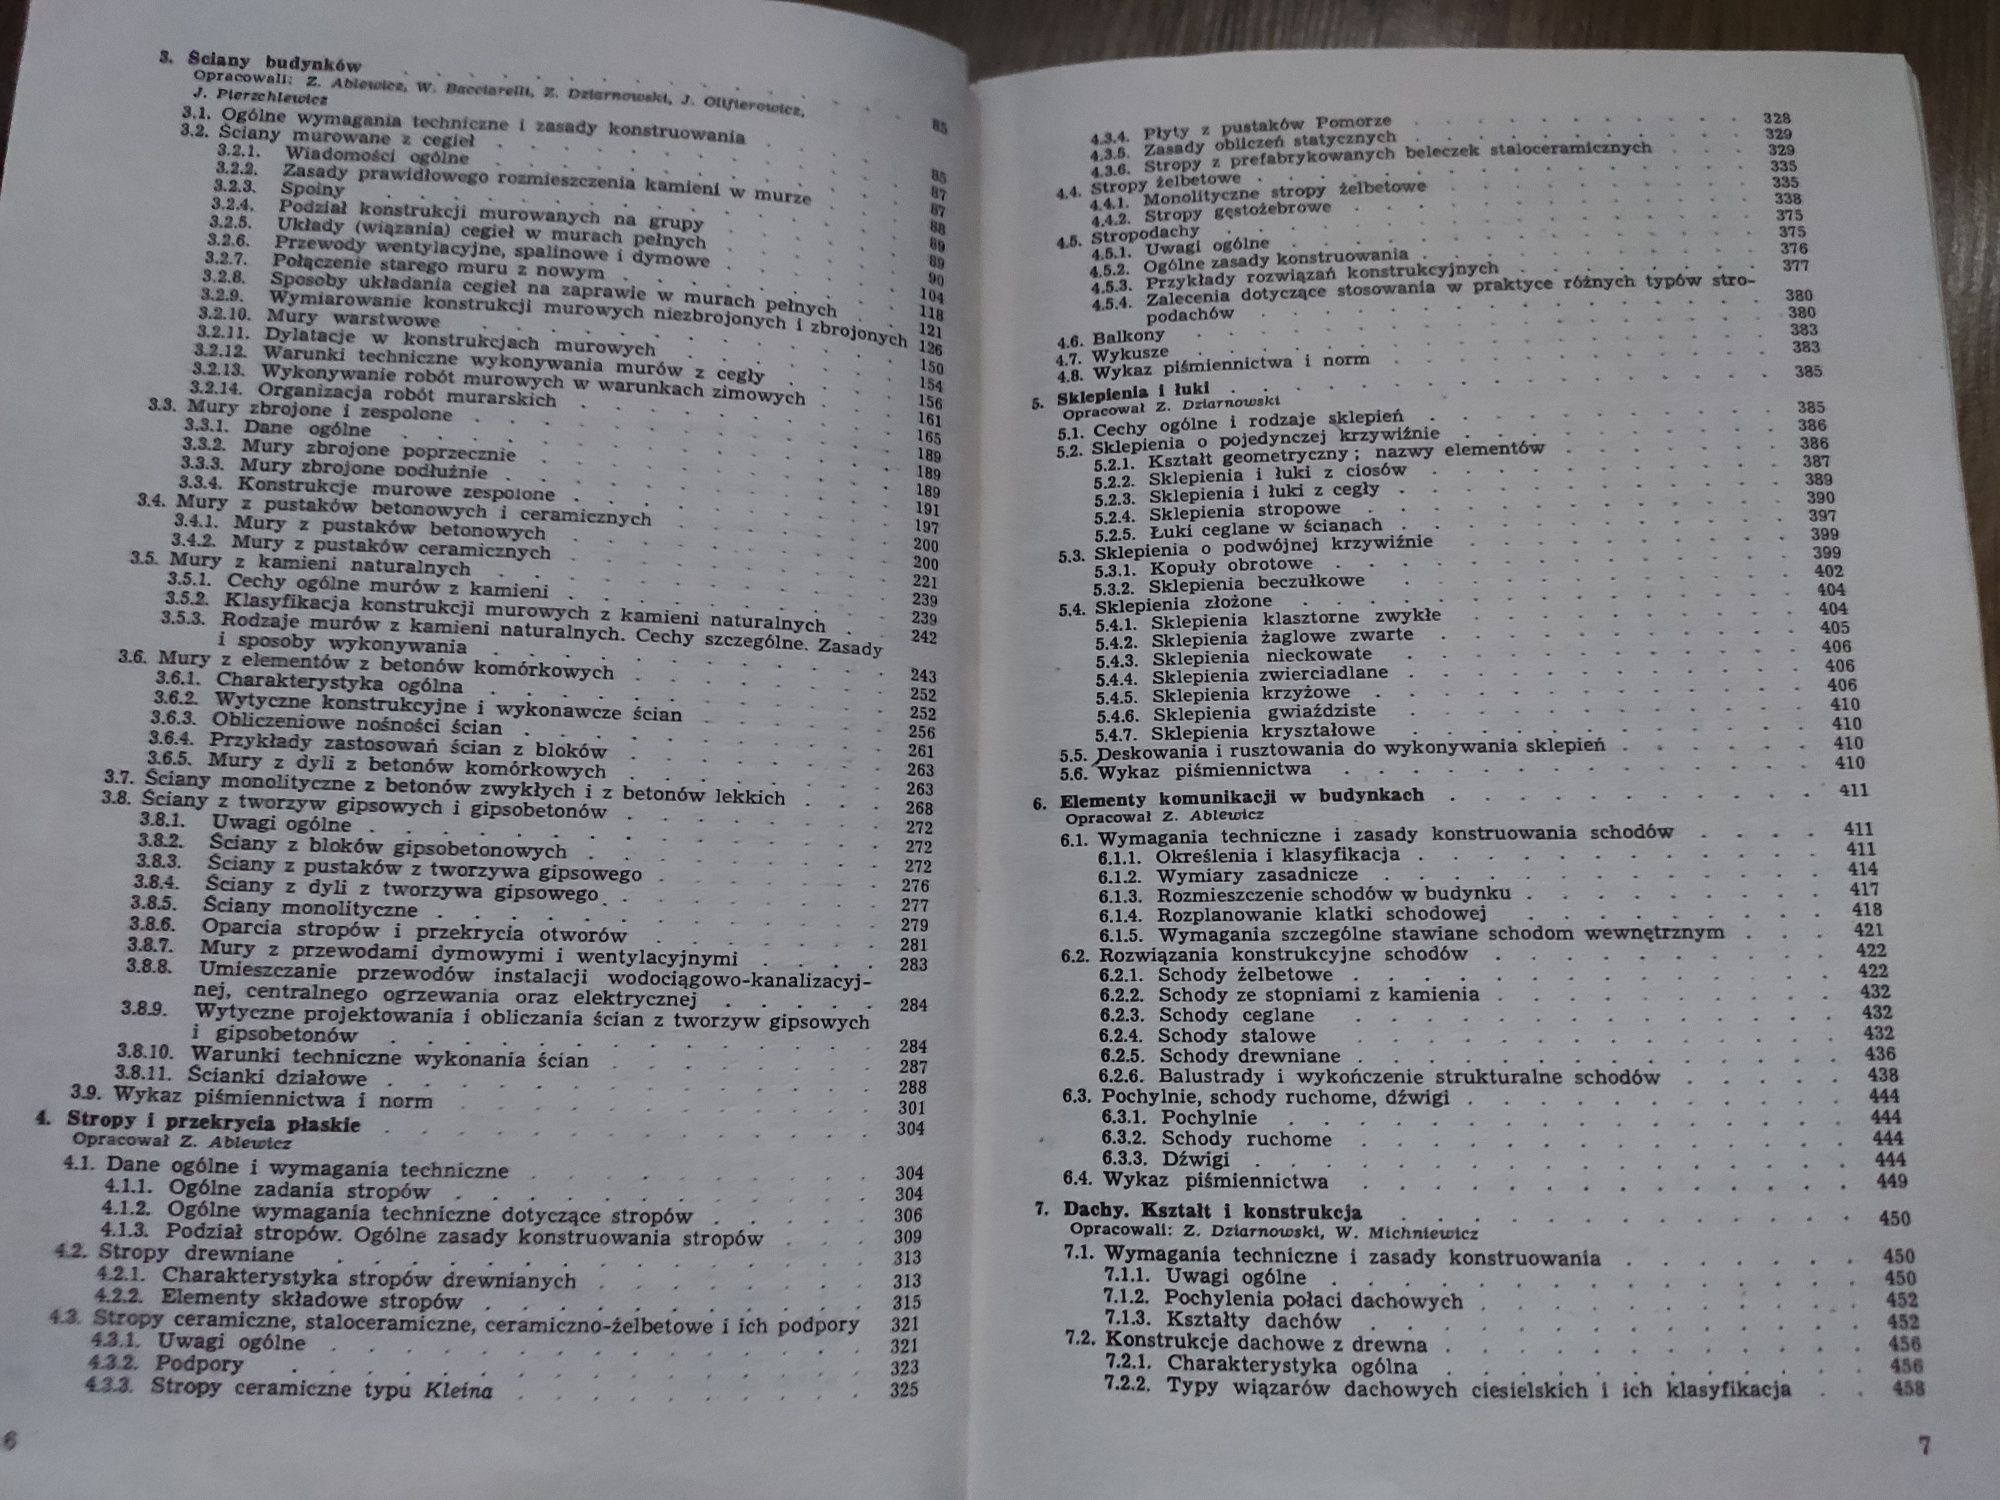 3. Ściany budynków . . . . . . . . . . . 85
Opracowali: Z. Ablewicz, W. Bacciarelli, Z. Dziarnowski, J. Oliferowicz,
J. Pierzchlewicz
3.1. Ogólne wymagania techniczne i zasady konstruowania . . . 85
3.2. Ściany murowane z cegieł . . . . . . . . . 87
3.2.1. Wiadomości ogólne . . . . . . . . . 87
3.2.2. Zasady prawidłowego rozmieszczenia kamieni w murze . . . 88
3.2.3. Spoiny . . . . . . . . . . . 89
3.2.4. Podział konstrukcji murowanych na grupy . . . . . 89
3.2.5. Układy (wiązania) cegieł w murach pełnych . . . . . 90
3.2.6. Przewody wentylacyjne, spalinowe i dymowe . . . . . 104
3.2.7. Połączenie starego muru z nowym . . . . . . . 118
3.2.8. Sposoby układania cegieł na zaprawie w murach pełnych . . 121
3.2.9. Wymiarowanie konstrukcji murowych niezbrojonych i zbrojonych 126
3.2.10. Mury warstwowe . . . . . . . . . . 150
3.2.11. Dylatacje w konstrukcjach murowych . . . . . . 154
3.2.12. Warunki techniczne wykonywania murów z cegły . . . . 156
3.2.13. Wykonywanie robót murowych w warunkach zimowych . . . 161
3.2.14. Organizacja robót murarskich . . . . . . . . 165
3.3. Mury zbrojone i zespolone . . . . . . . . . 189
3.3.1. Dane ogólne . . . . . . . . . . 189
3.3.2. Mury zbrojone poprzecznie . . . . . . . . 189
3.3.3. Mury zbrojone podłużnie . . . . . . . . . 191
3.3.4. Konstrukcje murowe zespolone . . . . . . . . 197
3.4. Mury z pustaków betonowych i ceramicznych . . . . . . 200
3.4.1. Mury z pustaków betonowych . . . . . . . . 200
3.4.2. Mury z pustaków ceramicznych . . . . . . . . 221
3.5. Mury z kamieni naturalnych . . . . . . . . . 239
3.5.1. Cechy ogólne murów z kamieni . . . . . . . . 239
3.5.2. Klasyfikacja konstrukcji murowych z kamieni naturalnych . . 242
3.5.3. Rodzaje murów z kamieni naturalnych. Cechy szczególne. Zasady
i sposoby wykonywania . . . . . . . . . 243
3.6. Mury z elementów z betonów komórkowych . . . . . . . 252
3.6.1. Charakterystyka ogólna . . . . . . . . . 252
3.6.2. Wytyczne konstrukcyjne i wykonawcze ścian . . . . . 256
3.6.3. Obliczeniowe nośności ścian . . . . . . . . 261
3.6.4. Przykłady zastosowań ścian z bloków . . . . . . 263
3.6.5. Mury z dyli z betonów komórkowych . . . . . . . 263
3.7. Ściany monolityczne z betonów zwykłych i z betonów lekkich . . . 268
3.8. Ściany z tworzyw gipsowych i gipsobetonów . . . . . . . 272
3.8.1. Uwagi ogólne . . . . . . . . . . . 272
3.8.2. Ściany z bloków gipsobetonowych . . . . . . . 272
3.8.3. Ściany z pustaków z tworzywa gipsowego . . . . . . 276
3.8.4. Ściany z dyli z tworzywa gipsowego . . . . . . . 277
3.8.5. Ściany monolityczne . . . . . . . . . . 279
3.8.6. Oparcia stropów i przekrycia otworów . . . . . . 281
3.8.7. Mury z przewodami dymowymi i wentylacyjnymi . . . . 283
3.8.8. Umieszczanie przewodów instalacji wodociągowo-kanalizacyj-
nej, centralnego ogrzewania oraz elektrycznej . . . . . 284
3.8.9. Wytyczne projektowania i obliczania ścian z tworzyw gipsowych
i gipsobetonów . . . . . . . . . . . 284
3.8.10. Warunki techniczne wykonania ścian . . . . . . . 287
3.8.11. Ścianki działowe . . . . . . . . . . . 288
3.9. Wykaz piśmiennictwa i norm . . . . . . . . . 301
4. Stropy i przekrycia płaskie . . . . . . . . . . 304
Opracował Z. Ablewicz
4.1. Dane ogólne i wymagania techniczne . . . . . . . . 304
4.1.1. Ogólne zadania stropów . . . . . . . . . 304
4.1.2. Ogólne wymagania techniczne dotyczące stropów . . . . 306
4.1.3. Podział stropów. Ogólne zasady konstruowania stropów . . . 309
4.2. Stropy drewniane . . . . . . . . . . . . 313
4.2.1. Charakterystyka stropów drewnianych . . . . . . 313
4.2.2. Elementy składowe stropów . . . . . . . . . 315
4.3. Stropy ceramiczne, staloceramiczne, ceramiczno-żelbetowe i ich podpory 321
4.3.1. Uwagi ogólne . . . . . . . . . . . . 321
4.3.2. Podpory . . . . . . . . . . . . . 323
4.3.3. Stropy ceramiczne typu Kleina . . . . . . . . 325
6
4.3.4. Płyty z pustaków Pomorze . . . . . . . . . 328
4.3.5. Zasady obliczeń statycznych . . . . . . . . 329
4.3.6. Stropy z prefabrykowanych beleczek staloceramicznych . . . 329
4.4. Stropy żelbetowe . . . . . . . . . . . . 335
4.4.1. Monolityczne stropy żelbetowe . . . . . . . . 335
4.4.2. Stropy gęstożebrowe . . . . . . . . . . 338
4.5. Stropodachy . . . . . . . . . . . . . 375
4.5.1. Uwagi ogólne . . . . . . . . . . . . 375
4.5.2. Ogólne zasady konstruowania . . . . . . . . 376
4.5.3. Przykłady rozwiązań konstrukcyjnych . . . . . . 377
4.5.4. Zalecenia dotyczące stosowania w praktyce różnych typów stro-
podachów . . . . . . . . . . . . . 380
4.6. Balkony . . . . . . . . . . . . . . 380
4.7. Wykusze . . . . . . . . . . . . . . 383
4.8. Wykaz piśmiennictwa i norm . . . . . . . . . 383
5. Sklepienia i łuki . . . . . . . . . . . . . 385
Opracował Z. Dziarnowski
5.1. Cechy ogólne i rodzaje sklepień . . . . . . . . . 385
5.2. Sklepienia o pojedynczej krzywiźnie . . . . . . . . 386
5.2.1. Kształt geometryczny; nazwy elementów . . . . . . 386
5.2.2. Sklepienia i łuki z ciosów . . . . . . . . . 387
5.2.3. Sklepienia i łuki z cegły . . . . . . . . . 389
5.2.4. Sklepienia stropowe . . . . . . . . . . 390
5.2.5. Łuki ceglane w ścianach . . . . . . . . . 397
5.3. Sklepienia o podwójnej krzywiźnie . . . . . . . . 399
5.3.1. Kopuły obrotowe . . . . . . . . . . . 399
5.3.2. Sklepienia beczułkowe . . . . . . . . . . 402
5.4. Sklepienia złożone . . . . . . . . . . . . 404
5.4.1. Sklepienia klasztorne zwykłe . . . . . . . . 404
5.4.2. Sklepienia żaglowe zwarte . . . . . . . . . 405
5.4.3. Sklepienia nieckowate . . . . . . . . . . 406
5.4.4. Sklepienia zwierciadlane . . . . . . . . . 406
5.4.5. Sklepienia krzyżowe . . . . . . . . . . 406
5.4.6. Sklepienia gwiaździste . . . . . . . . . 410
5.4.7. Sklepienia kryształowe . . . . . . . . . 410
5.5. Deskowania i rusztowania do wykonywania sklepień . . . . . 410
5.6. Wykaz piśmiennictwa . . . . . . . . . . . 410
6. Elementy komunikacji w budynkach . . . . . . . . . 411
Opracował Z. Ablewicz
6.1. Wymagania techniczne i zasady konstruowania schodów . . . . 411
6.1.1. Określenia i klasyfikacja . . . . . . . . . . 411
6.1.2. Wymiary zasadnicze . . . . . . . . . . 414
6.1.3. Rozmieszczenie schodów w budynku . . . . . . . 417
6.1.4. Rozplanowanie klatki schodowej . . . . . . . . 418
6.1.5. Wymagania szczególne stawiane schodom wewnętrznym . . . 421
6.2. Rozwiązania konstrukcyjne schodów . . . . . . . . 422
6.2.1. Schody żelbetowe . . . . . . . . . . . 422
6.2.2. Schody ze stopniami z kamienia . . . . . . . . 432
6.2.3. Schody ceglane . . . . . . . . . . . 432
6.2.4. Schody stalowe . . . . . . . . . . . 432
6.2.5. Schody drewniane . . . . . . . . . . . 436
6.2.6. Balustrady i wykończenie strukturalne schodów . . . . 438
6.3. Pochylnie, schody ruchome, dźwigi . . . . . . . . . 444
6.3.1. Pochylnie . . . . . . . . . . . . . 444
6.3.2. Schody ruchome . . . . . . . . . . . 444
6.3.3. Dźwigi . . . . . . . . . . . . . . 444
6.4. Wykaz piśmiennictwa . . . . . . . . . . . 449
7. Dachy. Kształt i konstrukcja . . . . . . . . . . 450
Opracowali: Z. Dziarnowski, W. Michniewicz
7.1. Wymagania techniczne i zasady konstruowania . . . . . . 450
7.1.1. Uwagi ogólne . . . . . . . . . . . . 450
7.1.2. Pochylenia połaci dachowych . . . . . . . . . 452
7.1.3. Kształty dachów . . . . . . . . . . . 452
7.2. Konstrukcje dachowe z drewna . . . . . . . . . . 456
7.2.1. Charakterystyka ogólna . . . . . . . . . . 456
7.2.2. Typy wiązarów dachowych ciesielskich i ich klasyfikacja . . 458
7